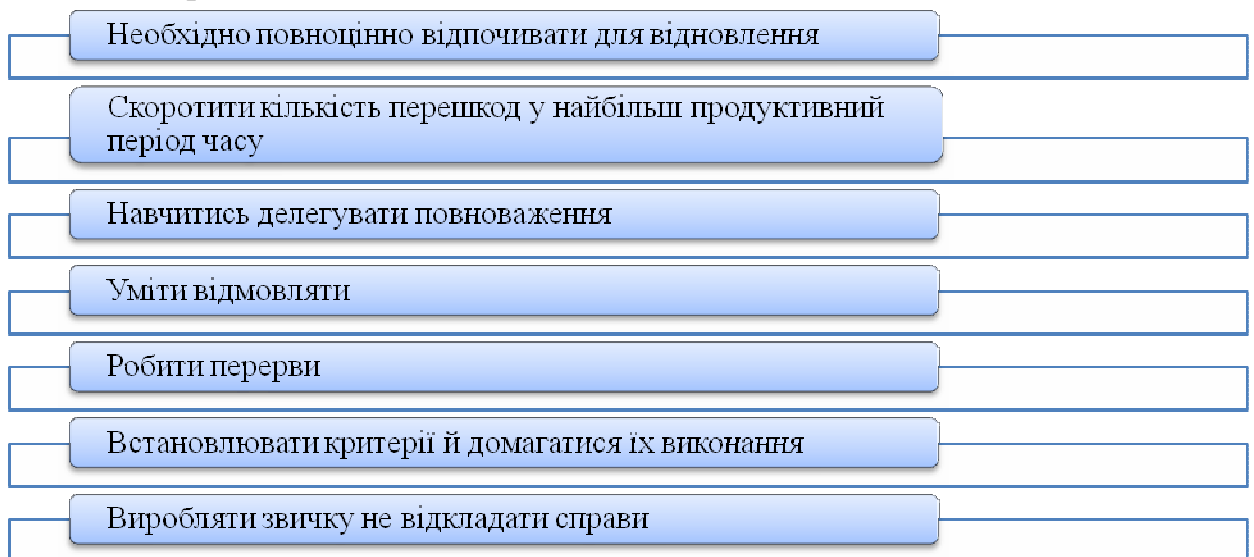 Необхідно повноцінно відпочивати для відновлення
Скоротити кількість перешкод у найбільш продуктивний
період часу
Навчитись делегувати повноваження
Уміти відмовляти
Робити перерви
Встановлювати критерії й домагатися їх виконання
Виробляти звичку не відкладати справи